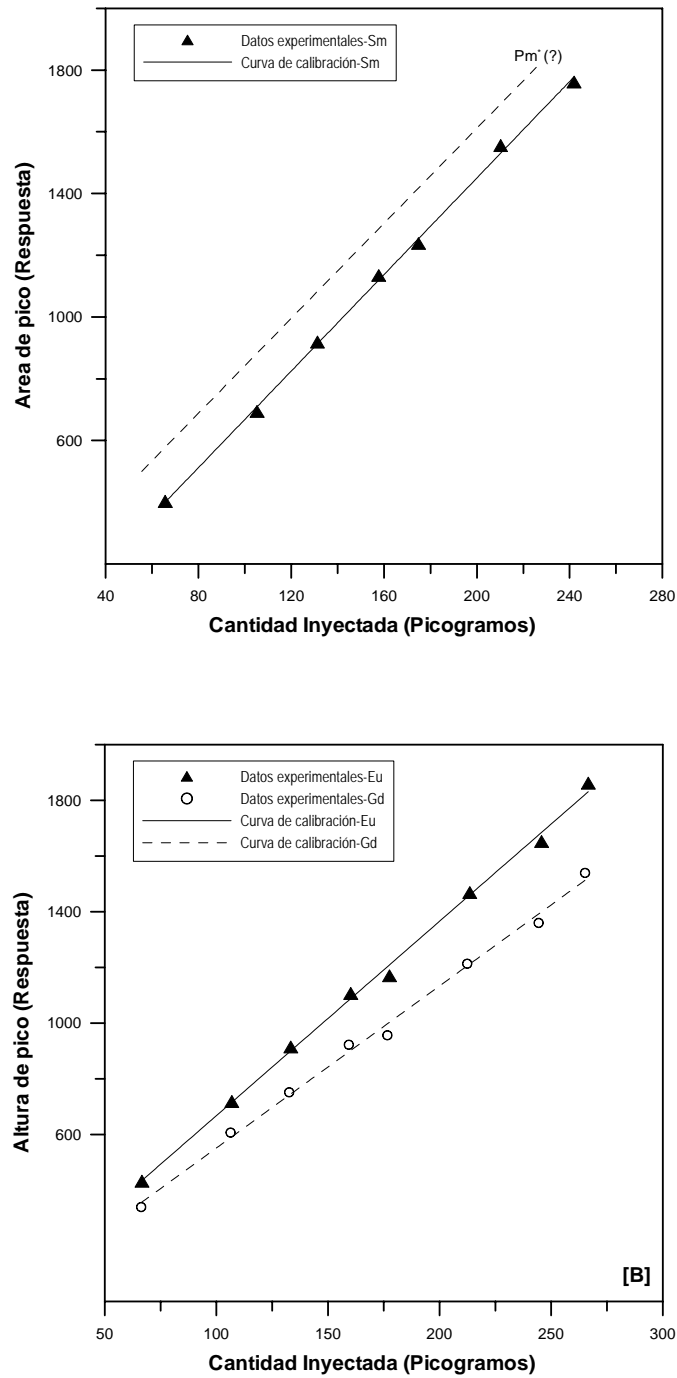 Datos experimentales-Sm
Curva de calibración-Sm
Pm* (?)
1800
1400
1000
600
Area de pico (Respuesta)
40 80 120 160 200 240 280
Cantidad Inyectada (Picogramos)
Datos experimentales-Eu
Datos experimentales-Gd
Curva de calibración-Eu
Curva de calibración-Gd
1800
1400
1000
600
Altura de pico (Respuesta)
[B]
50 100 150 200 250 300
Cantidad Inyectada (Picogramos)